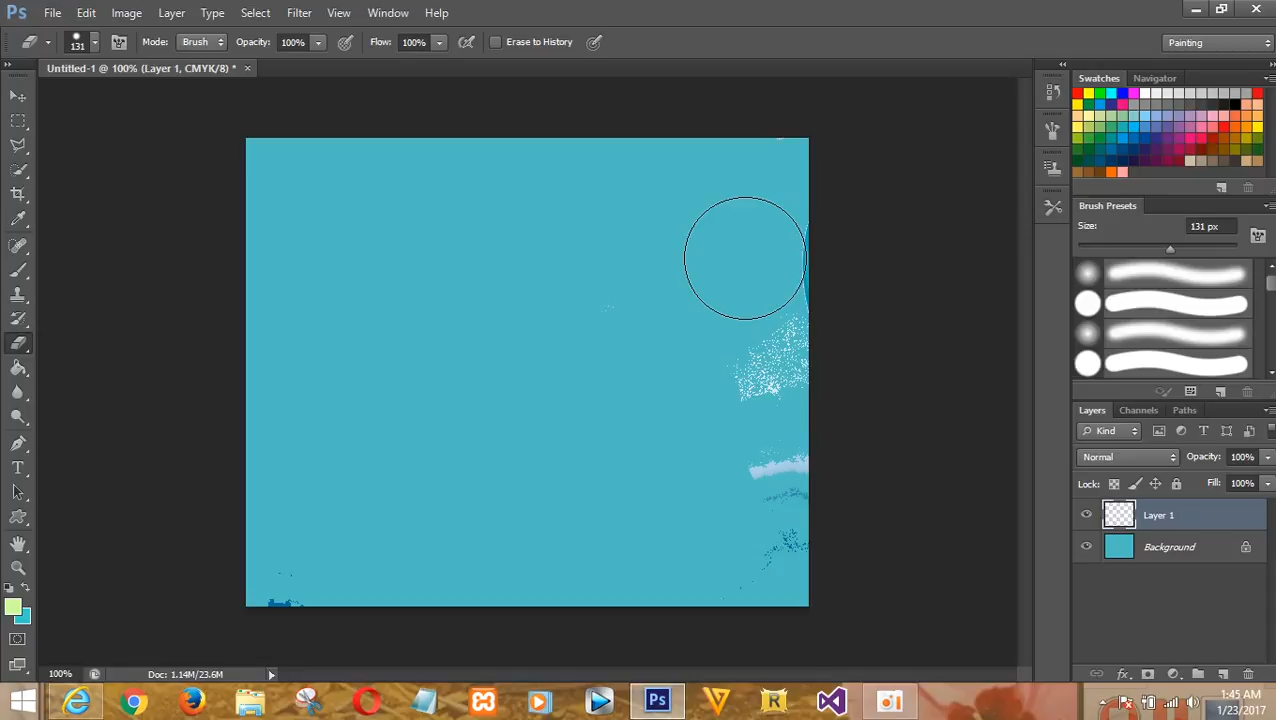 Ps File Edit Image Layer Type Select Filter View Window Help
131 Mode: Brush Opacity: 100% Flow: 100% Erase to History Painting
Untitled-1 @ 100% (Layer 1, CMYK/8) *
Swatches Navigator
Brush Presets
Size: 131 px
Layers Channels Paths
Kind
Normal Opacity: 100%
Lock: Fill: 100%
Layer 1
Background
100% Doc: 1.14M/23.6M
1:45 AM
1/23/2017